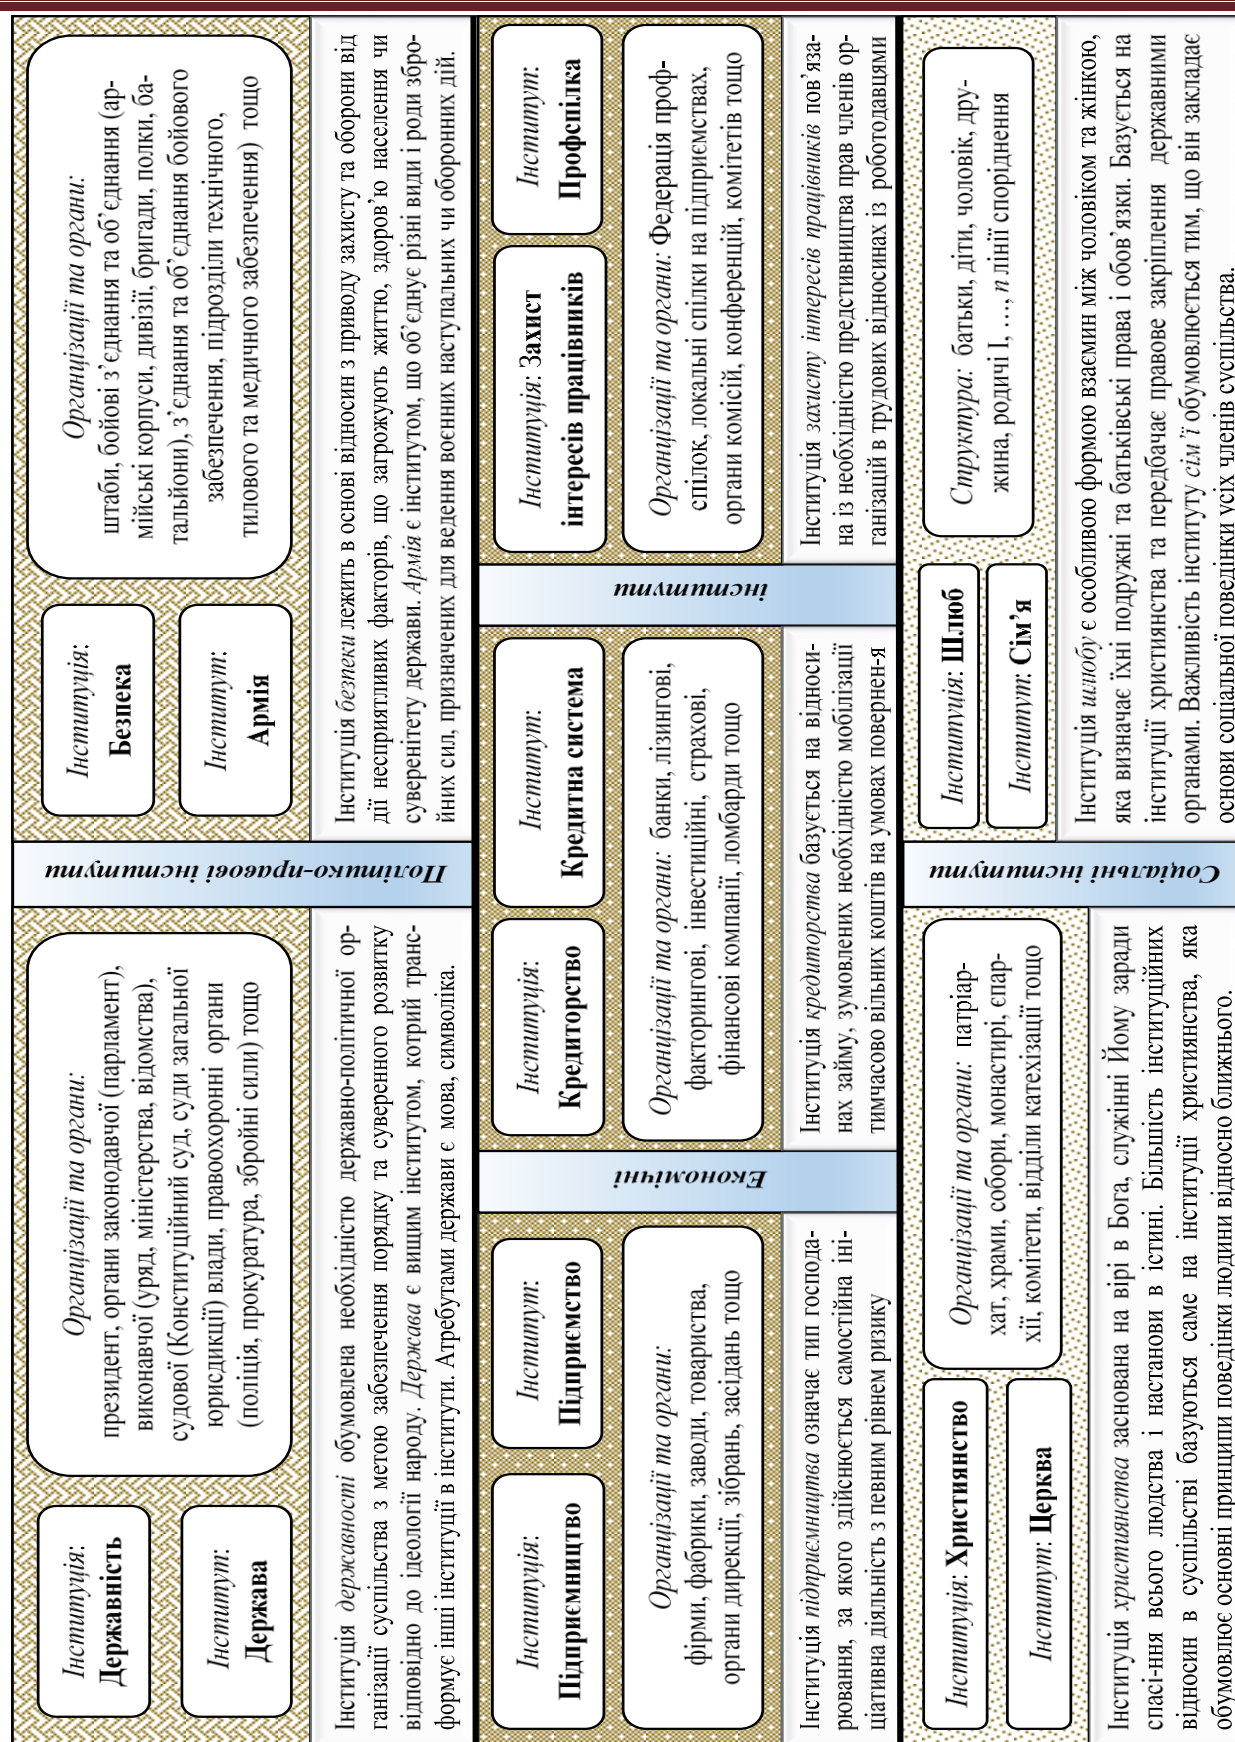 Політико-правові інститути
Інституція:
Державність
Інститут:
Держава
Організації та органи:
президент, органи законодавчої (парламент),
виконавчої (уряд, міністерства, відомства),
судової (Конституційний суд, суди загальної
юрисдикції) влади, правоохоронні органи
(поліція, прокуратура, збройні сили) тощо
Інституція державності обумовлена необхідністю державно-політичної ор-
ганізації суспільства з метою забезпечення порядку та суверенного розвитку
відповідно до ідеології народу. Держава є вищим інститутом, котрий транс-
формує інші інституції в інститути. Атрибутами держави є мова, символіка.
Інституція:
Безпека
Інститут:
Армія
Організації та органи:
штаби, бойові з’єднання та об’єднання (ар-
мійські корпуси, дивізії, бригади, полки, ба-
тальйони), з’єднання та об’єднання бойового
забезпечення, підрозділи технічного,
тилового та медичного забезпечення) тощо
Інституція безпеки лежить в основі відносин з приводу захисту та оборони від
дії несприятливих факторів, що загрожують життю, здоров’ю населення чи
суверенітету держави. Армія є інститутом, що об’єднує різні види і роди збро-
йних сил, призначених для ведення воєнних наступальних чи оборонних дій.
Економічні
інститути
Інституція:
Підприємництво
Інститут:
Підприємство
Організації та органи:
фірми, фабрики, заводи, товариства,
органи дирекції, зібрань, засідань тощо
Інституція підприємництва означає тип господа-
рювання, за якого здійснюється самостійна іні-
щативна діяльність з певним рівнем ризику
Інституція:
Кредиторство
Інститут:
Кредитна система
Організації та органи: банки, лізингові,
факторингові, інвестиційні, страхові,
фінансові компанії, ломбарди тощо
Інституція кредиторства базується на відноси-
нах займу, зумовлених необхідністю мобілізації
тимчасово вільних коштів на умовах повернен-я
Інституція: Захист
інтересів працівників
Інститут:
Профспілка
Організації та органи: Федерація проф-
спілок, локальні спілки на підприємствах,
органи комісій, конференцій, комітетів тощо
Інституція захисту інтересів працівників пов’яза-
на із необхідністю предстивництва прав членів ор-
ганізацій в трудових відносинах із роботодавцями
Соціальні інститути
Інституція: Християнство
Інститут: Церква
Організації та органи: патріар-
хат, храми, собори, монастирі, єпар-
хії, комітети, відділи катехізації тощо
Інституція християнства заснована на вірі в Бога, служінні Йому заради
спасі-ння всього людства і настанови в істині. Більшість інституційних
відносин в суспільстві базуються саме на інституції християнства, яка
обумовлює основні принципи поведінки людини відносно ближнього.
Інституція: Шлюб
Інститут: Сім’я
Структура: батьки, діти, чоловік, дру-
жина, родичі І, …, n лінії споріднення
Інституція шлюбу є особливою формою взаємин між чоловіком та жінкою,
яка визначає їхні подружні та батьківські права і обов’язки. Базується на
інституції християнства та передбачає правове закріплення державними
органами. Важливість інституту сім’ї обумовлюється тим, що він закладає
основи соціальної поведінки усіх членів суспільства.